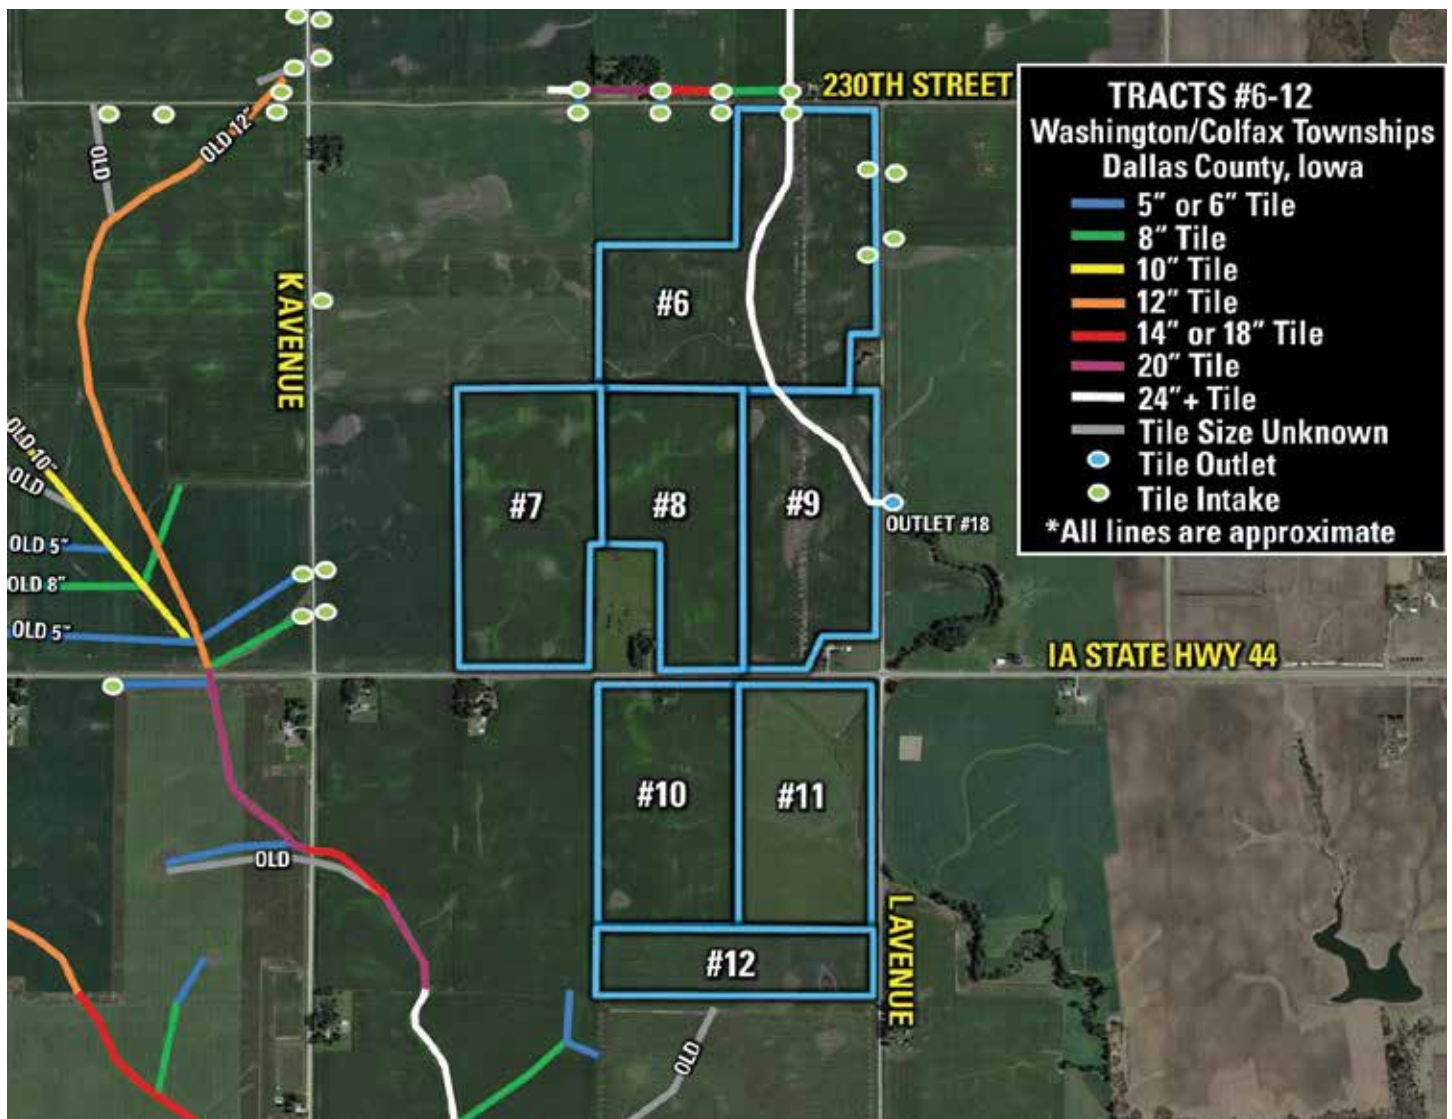 230TH STREET
TRACTS #6-12
Washington/Colfax Townships
Dallas County, Iowa
5" or 6" Tile
8" Tile
10" Tile
12" Tile
14" or 18" Tile
20" Tile
24"+ Tile
Tile Size Unknown
Tile Outlet
Tile Intake
*All lines are approximate
OLD
OLD 12"
K AVENUE
#6
OLD 10"
OLD
OLD 5"
OLD 8"
OLD 5"
#7
#8
#9
OUTLET #18
IA STATE HWY 44
#10
#11
OLD
L AVENUE
#12
OLD